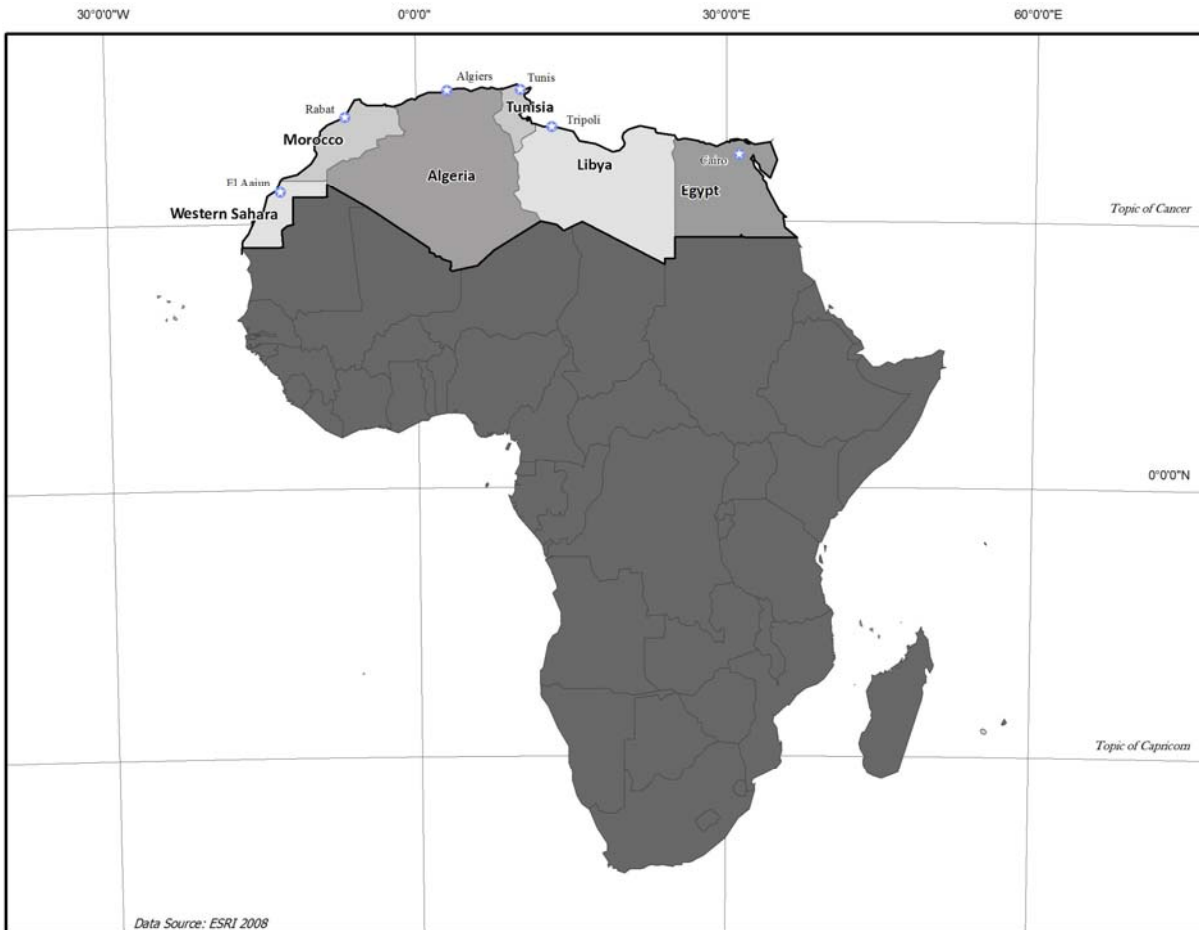 30°0'0"W
0°0'0"
30°0'0"E
60°0'0"E
Algiers
Tunis
Rabat
Tunisia
Tripoli
Morocco
Cairo
Libya
Algeria
El Aaiun
Egypt
Western Sahara
Topic of Cancer
0°0'0"N
Topic of Capricorn
Data Source: ESRI 2008